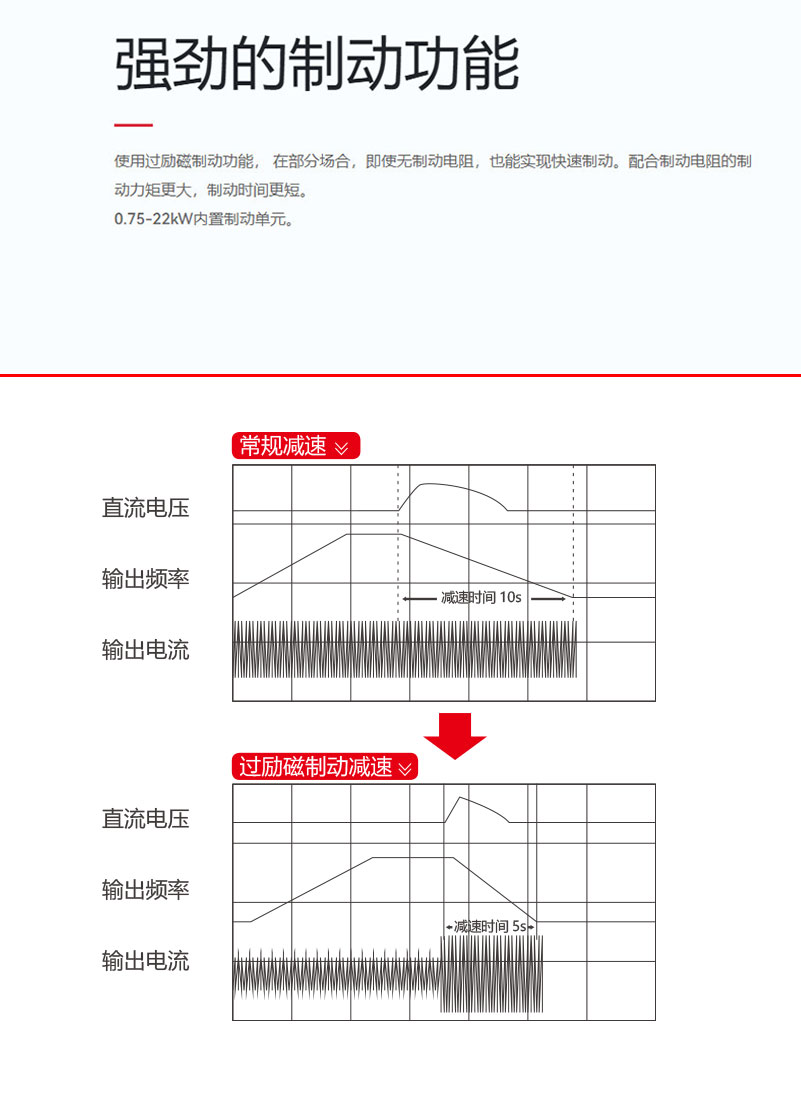 强劲的制动功能
使用过励磁制动功能， 在部分场合，即使无制动电阻，也能实现快速制动。配合制动电阻的制
动力矩更大，制动时间更短。
0.75-22kW内置制动单元。
常规减速
直流电压
输出频率
减速时间 10s
输出电流
过励磁制动减速
直流电压
输出频率
减速时间 5s
输出电流